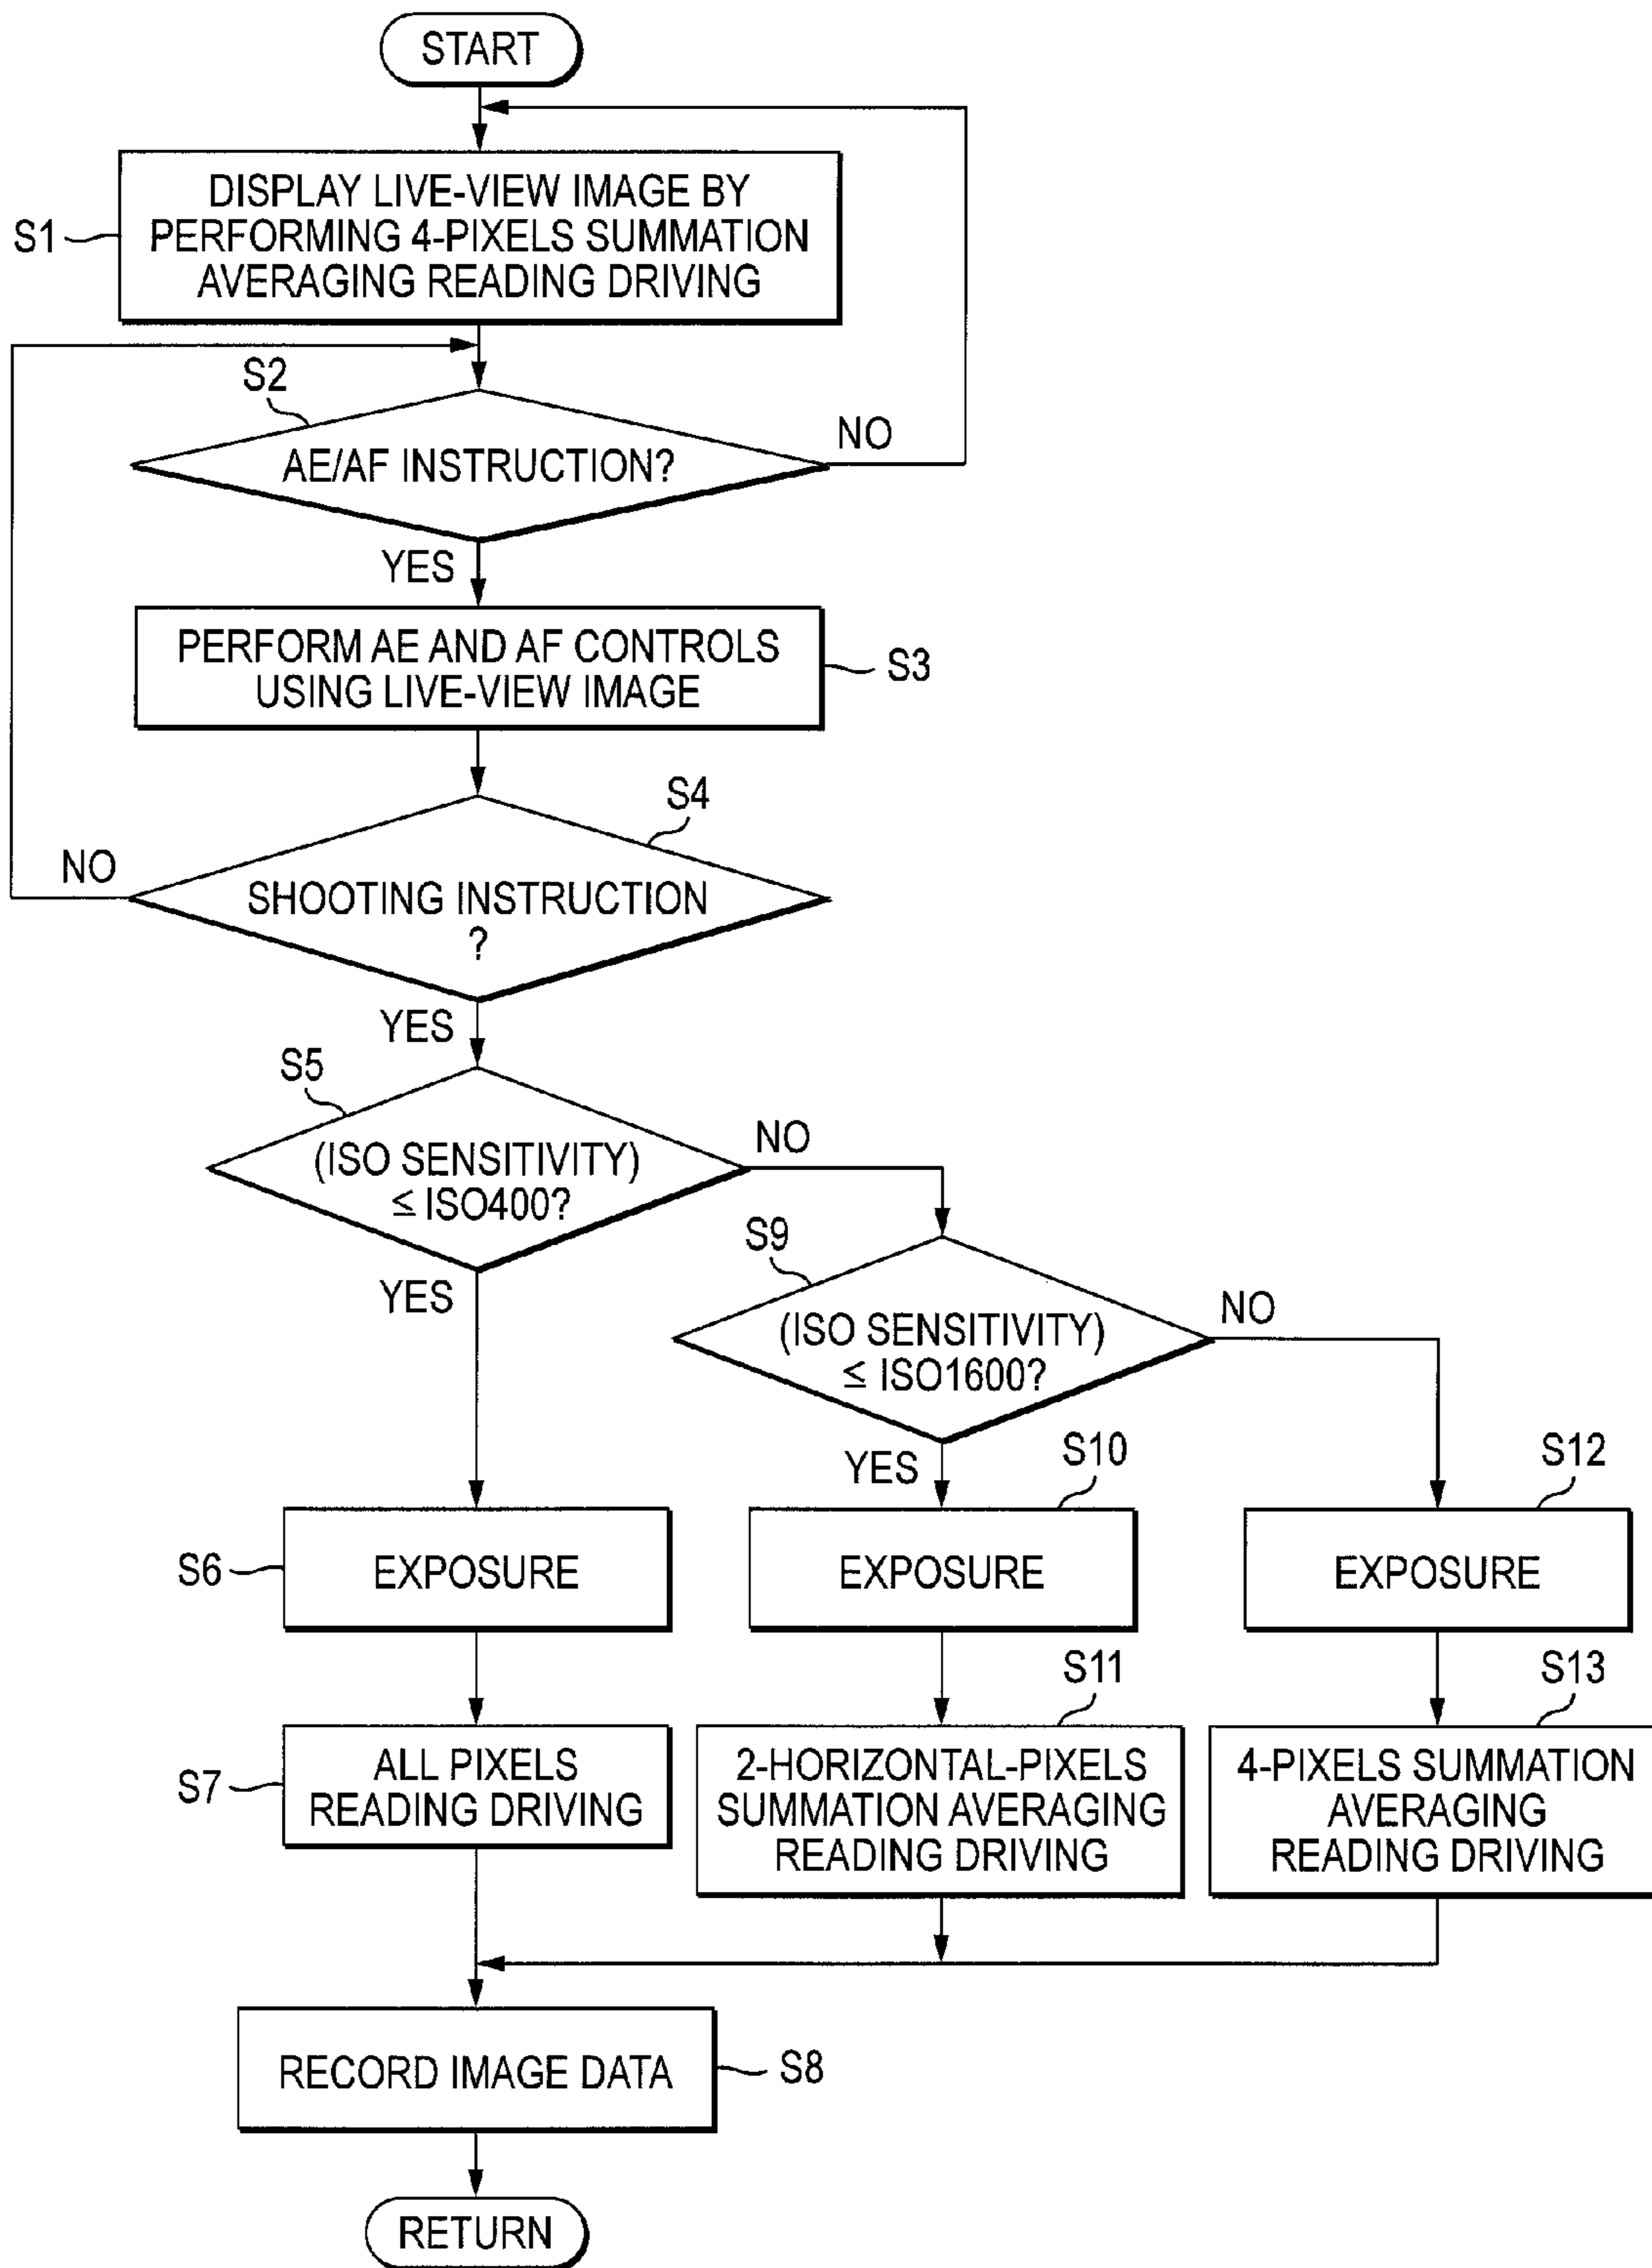 START
DISPLAY LIVE-VIEW IMAGE BY
PERFORMING 4-PIXELS SUMMATION
AVERAGING READING DRIVING
S1
S2
AE/AF INSTRUCTION?
NO
YES
PERFORM AE AND AF CONTROLS
USING LIVE-VIEW IMAGE
S3
S4
NO
SHOOTING INSTRUCTION
?
YES
S5
(ISO SENSITIVITY)
≤ ISO400?
NO
YES
S9
(ISO SENSITIVITY)
≤ ISO1600?
NO
YES
S6
EXPOSURE
S10
EXPOSURE
S12
EXPOSURE
S7
ALL PIXELS
READING DRIVING
S11
2-HORIZONTAL-PIXELS
SUMMATION AVERAGING
READING DRIVING
S13
4-PIXELS SUMMATION
AVERAGING
READING DRIVING
RECORD IMAGE DATA
S8
RETURN